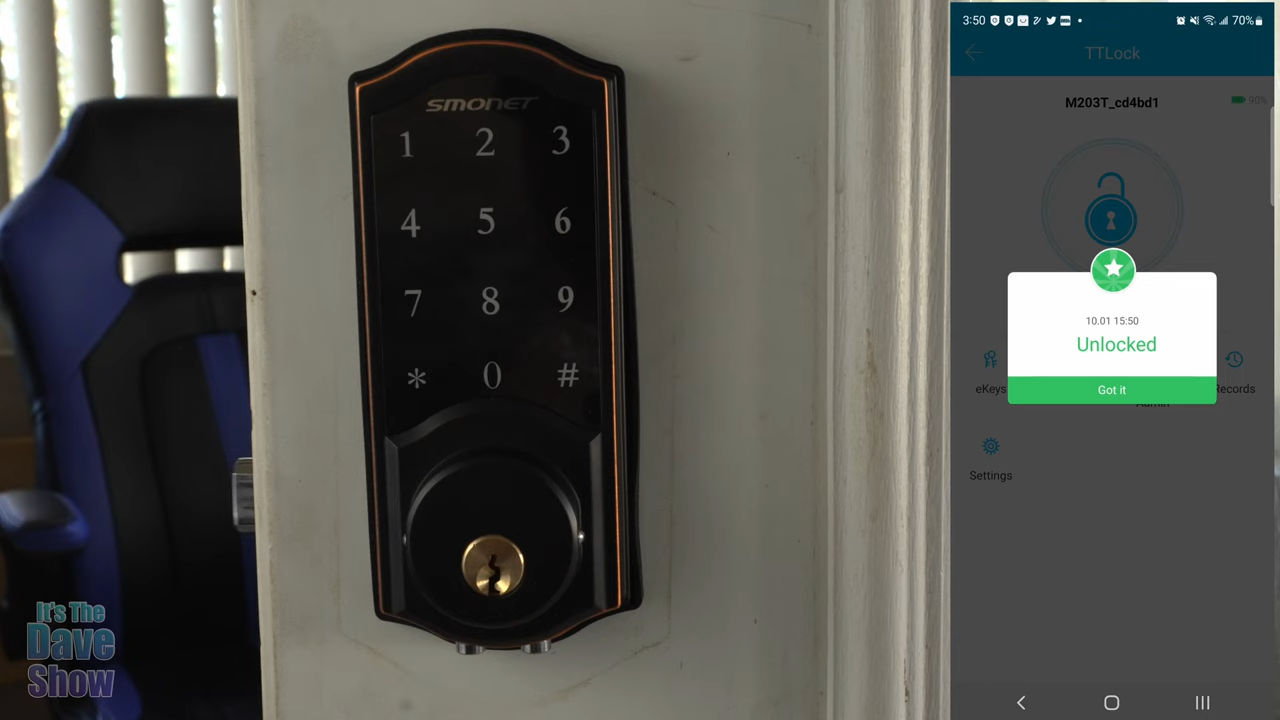 SMONET
1 2 3
4 5 6
7 8 9
* 0 #
It's The
Dave
Show
3:50
70%
TTLock
M203T_cd4bd1
90%
10.01 15:50
Unlocked
Got it
eKeys
Records
Settings